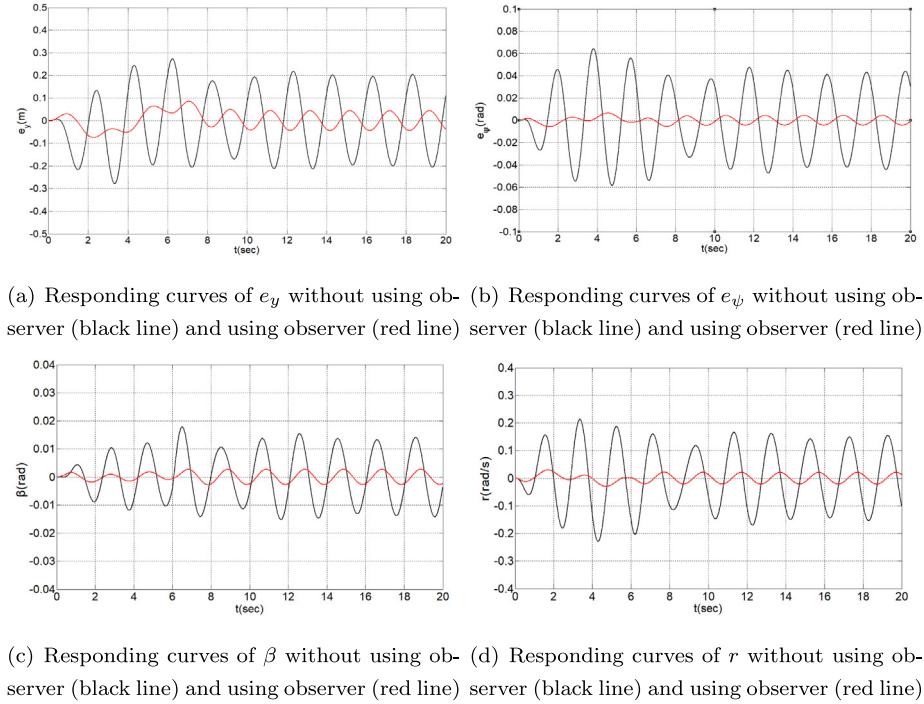 0.5
0.4
0.3
0.2
0.1
0
-0.1
-0.2
-0.3
-0.4
-0.5
e_y(m)
0 2 4 6 8 10 12 14 16 18 20
t(sec)
0.1
0.08
0.06
0.04
0.02
0
-0.02
-0.04
-0.06
-0.08
-0.1
e_ψ(rad)
0 2 4 6 8 10 12 14 16 18 20
t(sec)
(a) Responding curves of e_y without using ob-
server (black line) and using observer (red line)
(b) Responding curves of e_ψ without using ob-
server (black line) and using observer (red line)
0.04
0.03
0.02
0.01
0
-0.01
-0.02
-0.03
-0.04
β(rad)
0 2 4 6 8 10 12 14 16 18 20
t(sec)
0.4
0.3
0.2
0.1
0
-0.1
-0.2
-0.3
-0.4
r(rad/s)
0 2 4 6 8 10 12 14 16 18 20
t(sec)
(c) Responding curves of β without using ob-
server (black line) and using observer (red line)
(d) Responding curves of r without using ob-
server (black line) and using observer (red line)